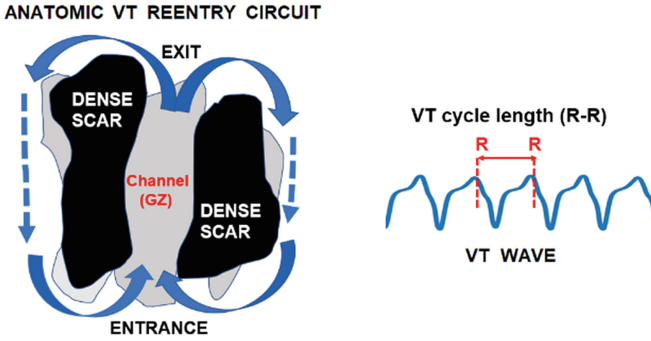 ANATOMIC VT REENTRY CIRCUIT
EXIT
DENSE
SCAR
Channel
(GZ)
DENSE
SCAR
ENTRANCE
VT cycle length (R-R)
R R
VT WAVE